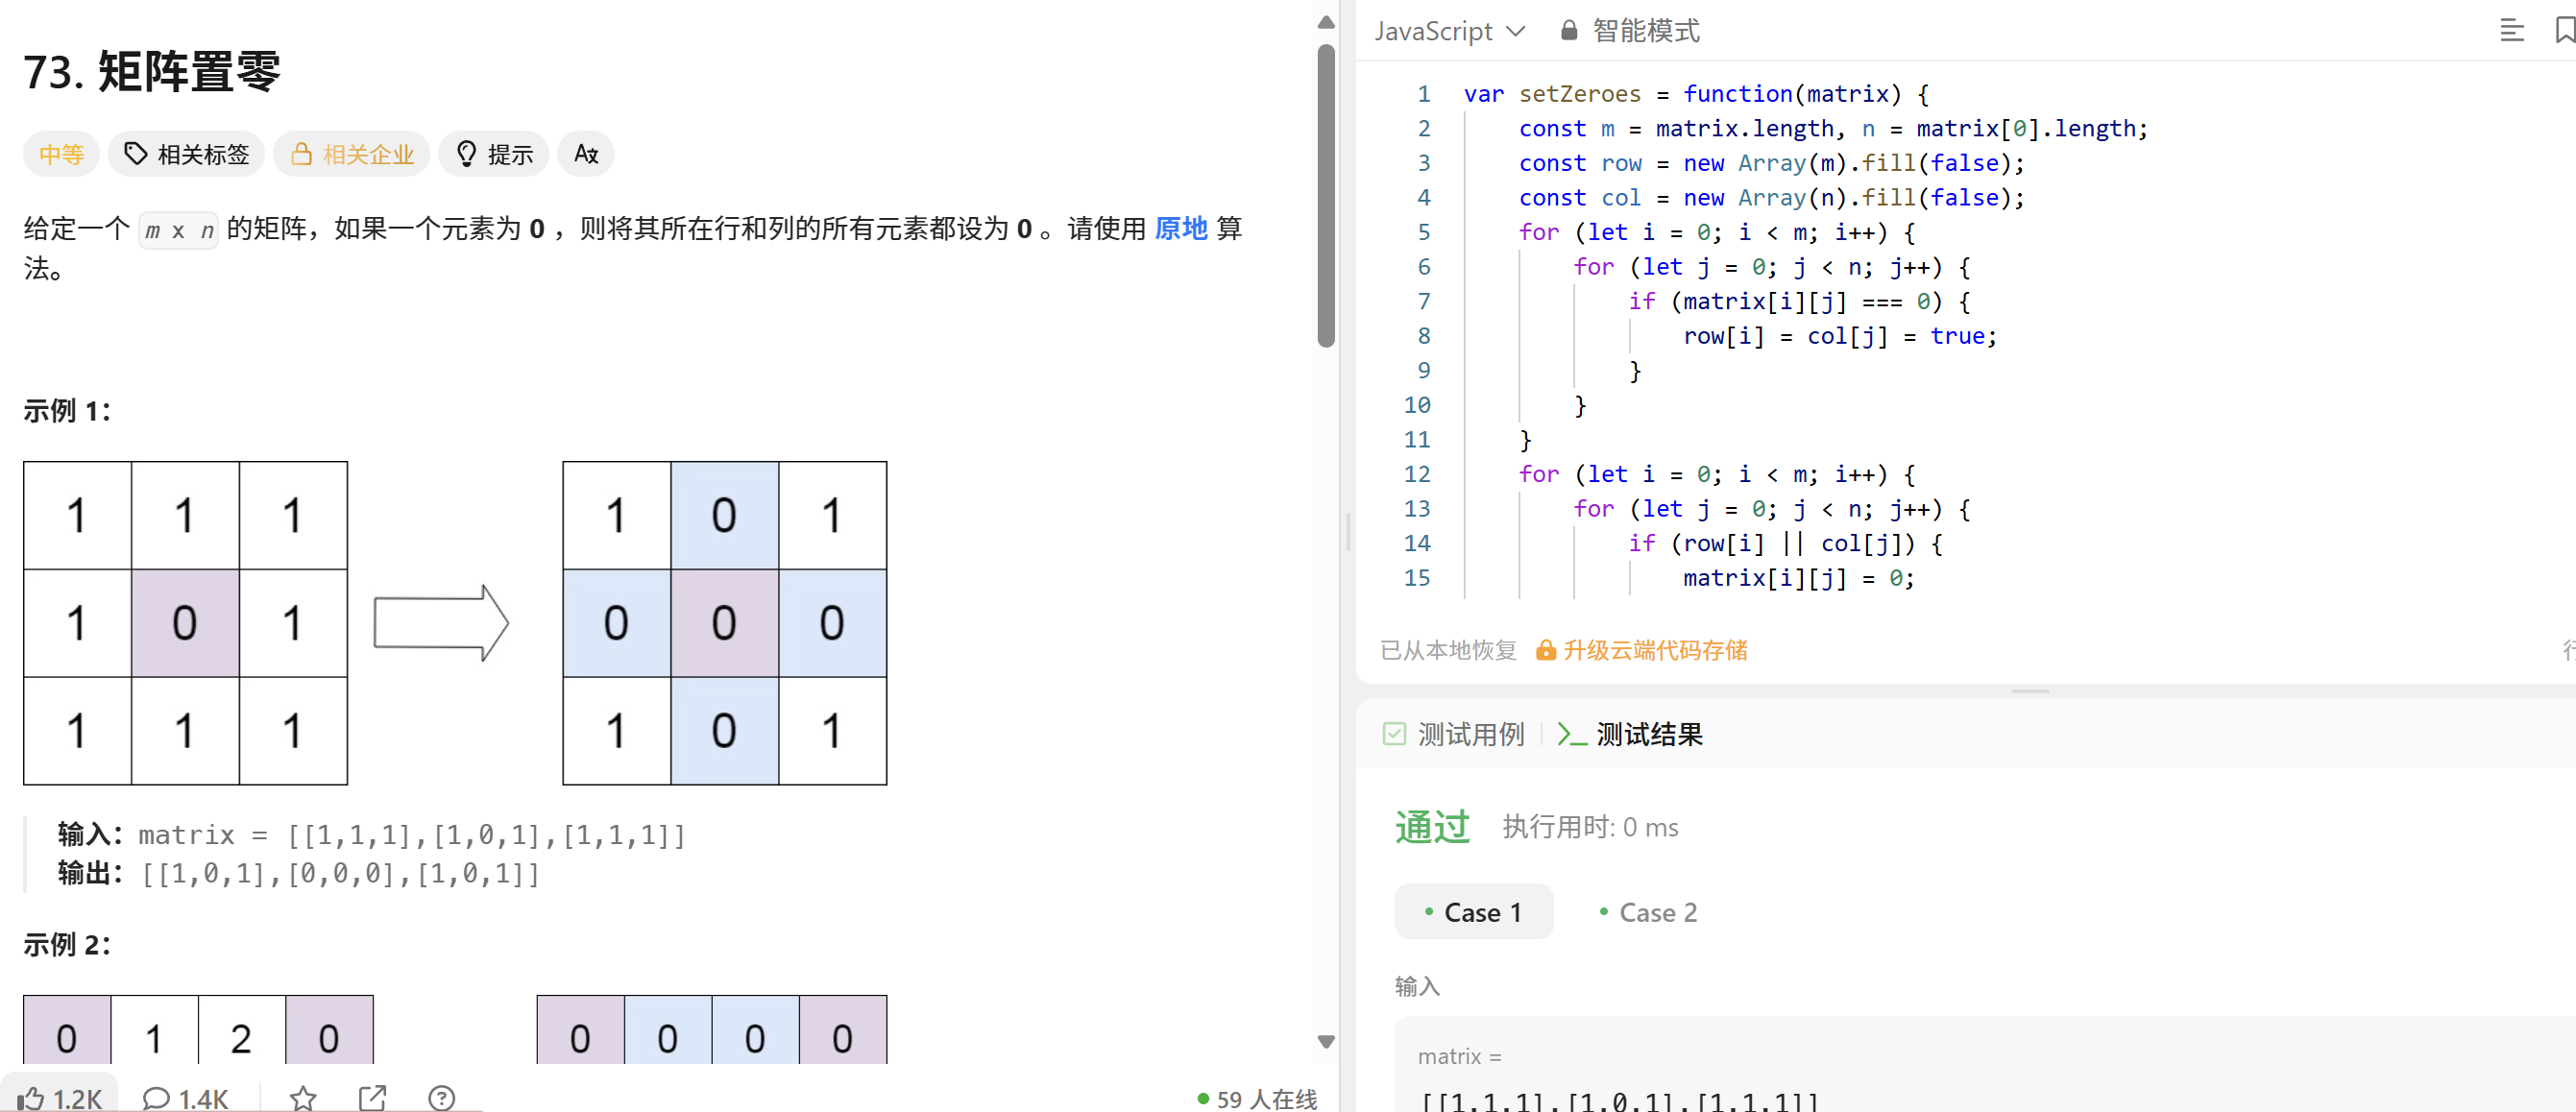 73. 矩阵置零
中等 相关标签 相关企业 提示
给定一个 m x n 的矩阵，如果一个元素为 0 ，则将其所在行和列的所有元素都设为 0 。请使用 原地 算
法。
示例 1：
1 1 1
1 0 1
1 1 1
1 0 1
0 0 0
1 0 1
输入：matrix = [[1,1,1],[1,0,1],[1,1,1]]
输出：[[1,0,1],[0,0,0],[1,0,1]]
示例 2：
0 1 2 0
0 0 0 0
1.2K 1.4K
59 人在线
JavaScript 智能模式
1 var setZeroes = function(matrix) {
2 const m = matrix.length, n = matrix[0].length;
3 const row = new Array(m).fill(false);
4 const col = new Array(n).fill(false);
5 for (let i = 0; i < m; i++) {
6 for (let j = 0; j < n; j++) {
7 if (matrix[i][j] === 0) {
8 row[i] = col[j] = true;
9 }
10 }
11 }
12 for (let i = 0; i < m; i++) {
13 for (let j = 0; j < n; j++) {
14 if (row[i] || col[j]) {
15 matrix[i][j] = 0;
已从本地恢复 升级云端代码存储
测试用例 测试结果
通过 执行用时: 0 ms
Case 1 Case 2
输入
matrix =
[[1,1,1],[1,0,1],[1,1,1]]